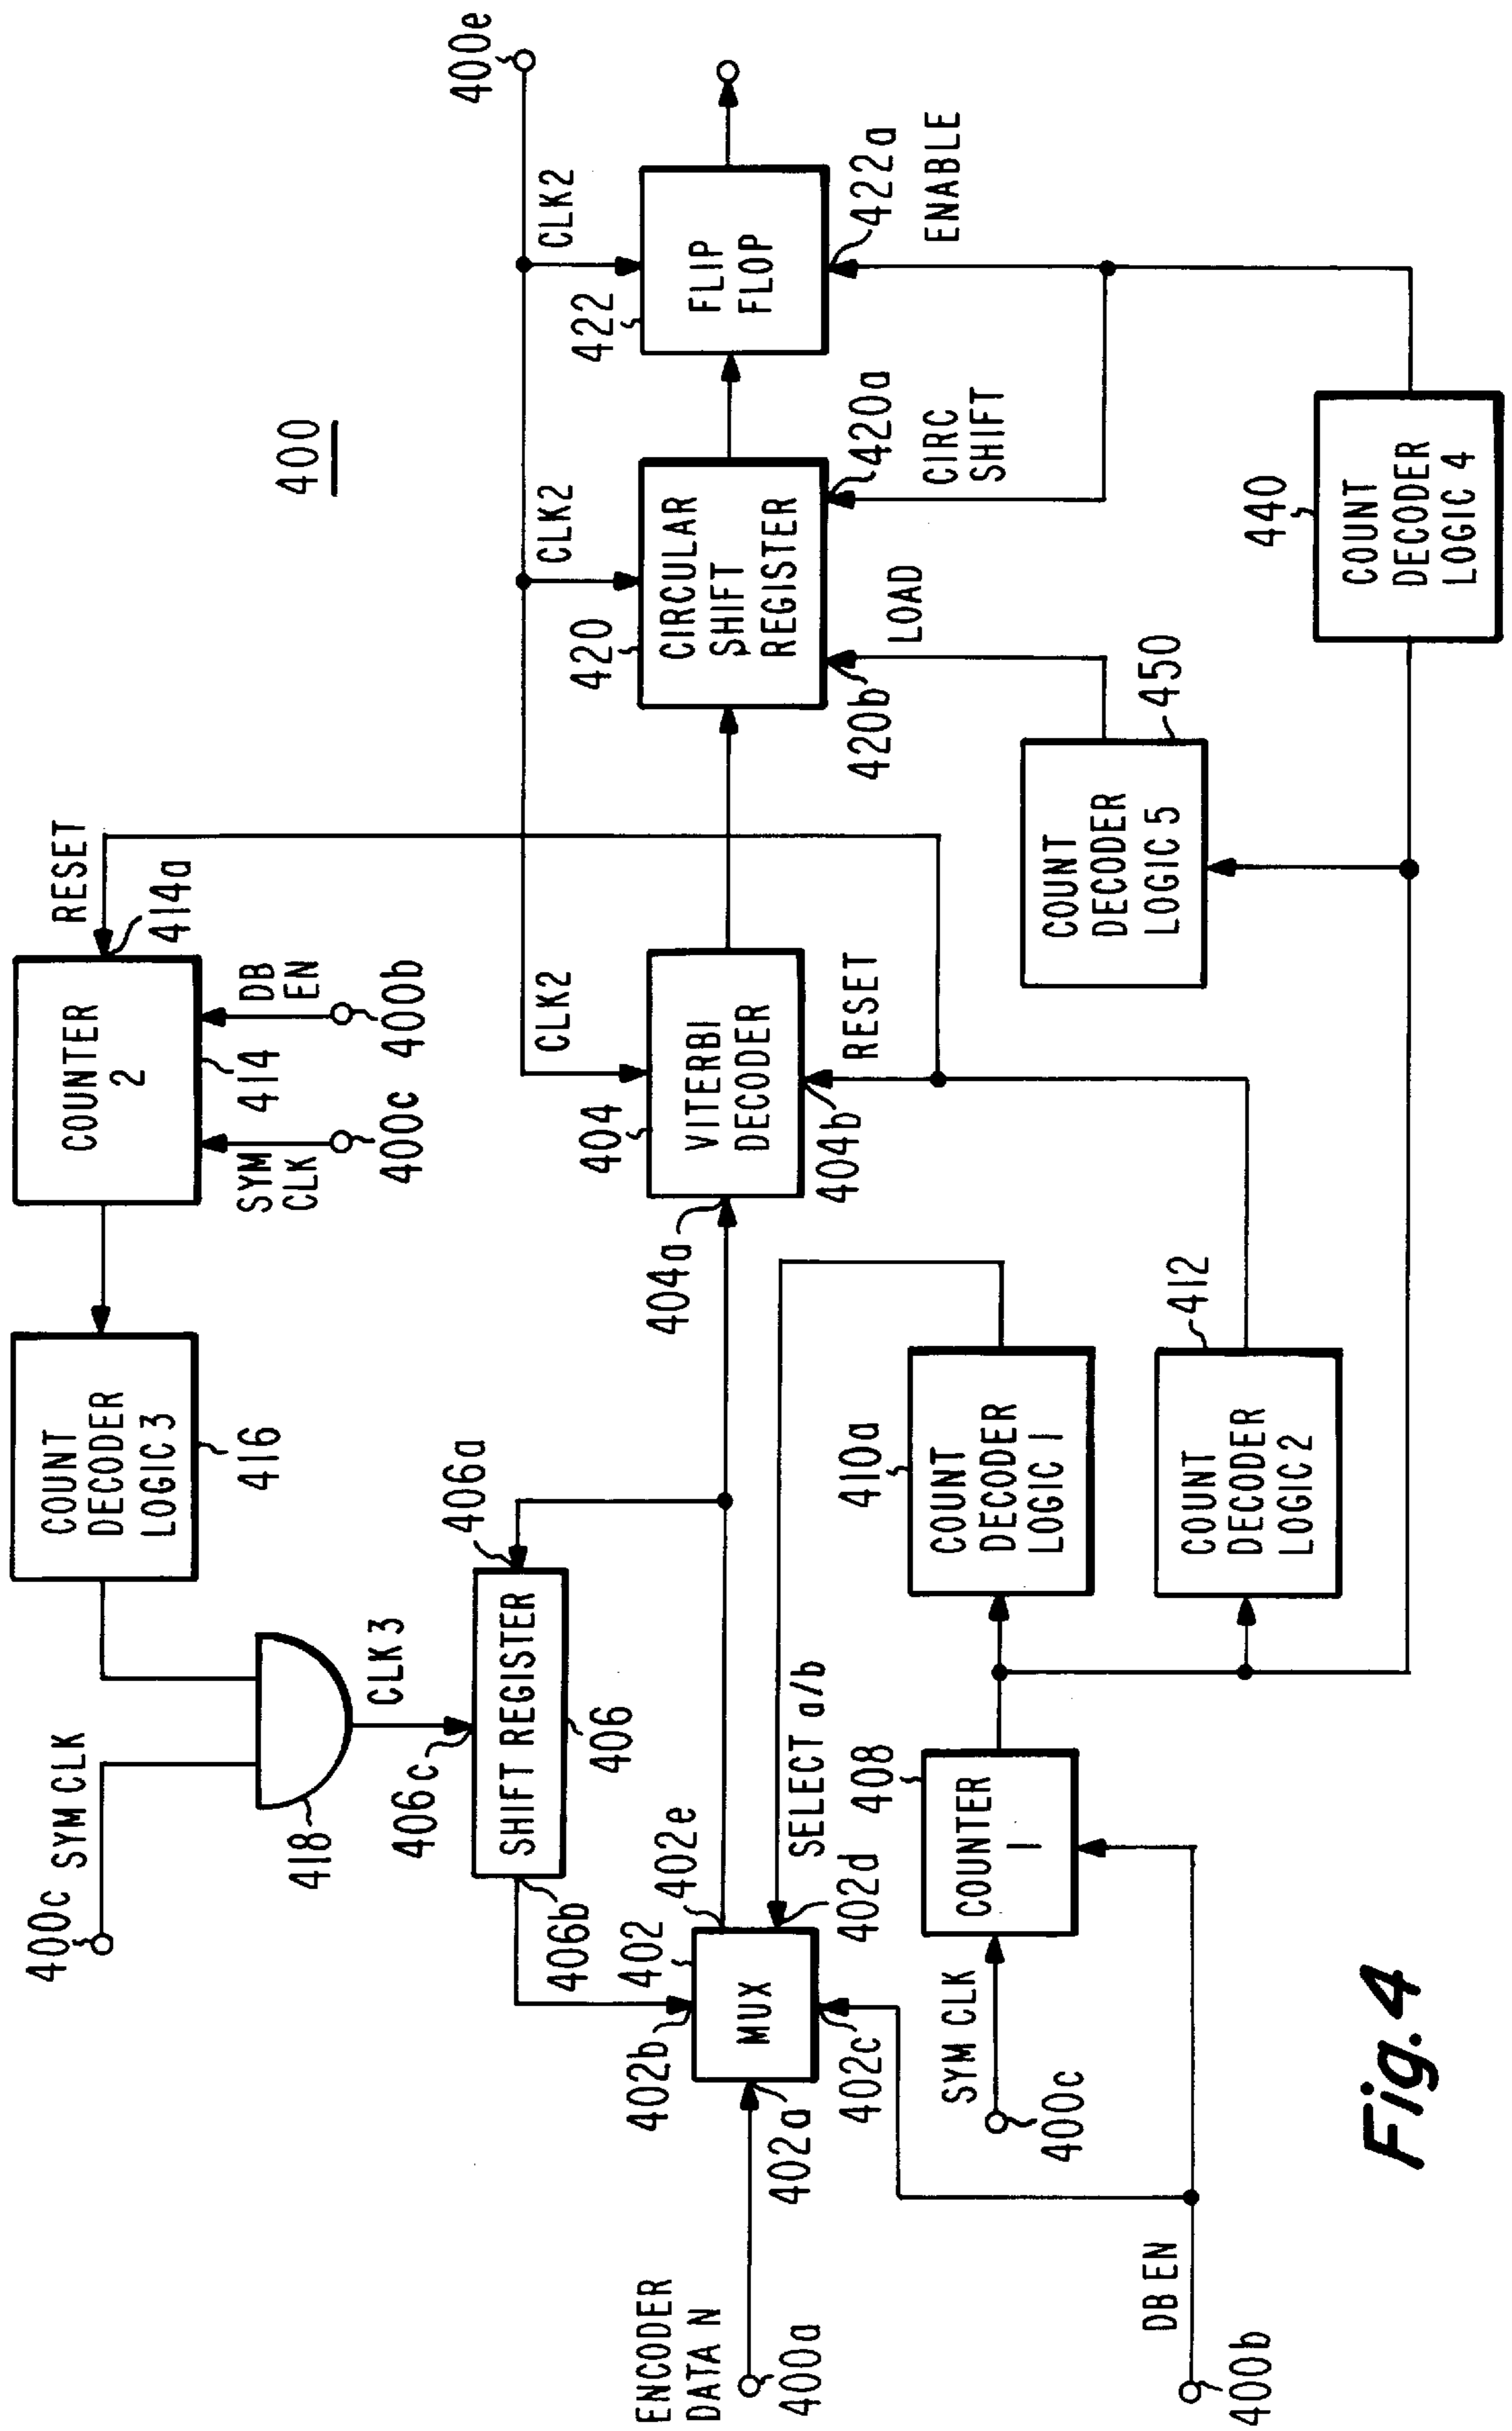 400
400c
SYM CLK
418
CLK 3
COUNT
DECODER
LOGIC 3
416
COUNTER
2
414
RESET
414a
SYM
CLK
400c
DB
EN
400b
400e
406c
SHIFT REGISTER
406
406a
406b
ENCODER
DATA N
400a
402a
402b
402
402e
MUX
402c
402d
SELECT a/b
404a
404
VITERBI
DECODER
CLK2
404b
RESET
420
CIRCULAR
SHIFT
REGISTER
CLK2
420b
LOAD
420a
CIRC
SHIFT
422
FLIP
FLOP
CLK2
422a
ENABLE
SYM CLK
400c
408
COUNTER
1
410a
COUNT
DECODER
LOGIC 1
412
COUNT
DECODER
LOGIC 2
450
COUNT
DECODER
LOGIC 5
440
COUNT
DECODER
LOGIC 4
DB EN
400b
Fig. 4